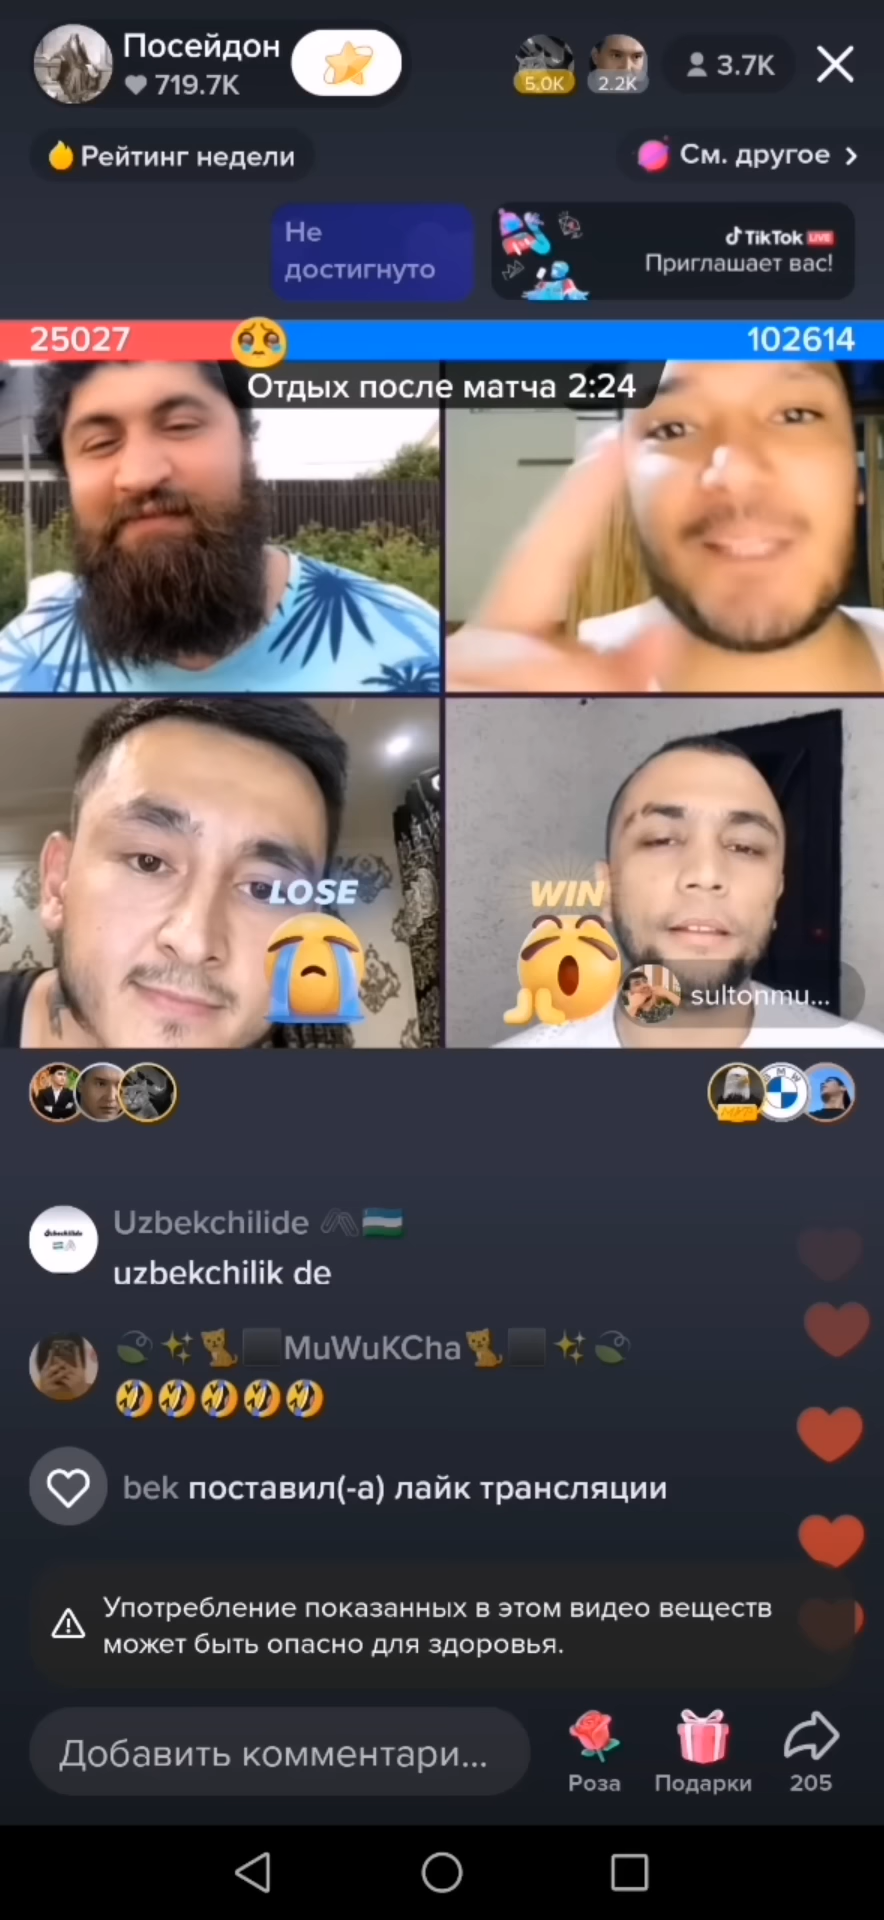 Посейдон
719.7K
5.0K
2.2K
3.7K
Рейтинг недели
См. другое
Не
достигнуто
TikTok LIVE
Приглашает вас!
25027
102614
Отдых после матча 2:24
LOSE
WIN
sultonmu...
Uzbekchilide
uzbekchilik de
MuWuKCha
bek поставил(-а) лайк трансляции
Употребление показанных в этом видео веществ
может быть опасно для здоровья.
Добавить комментари...
Роза
Подарки
205